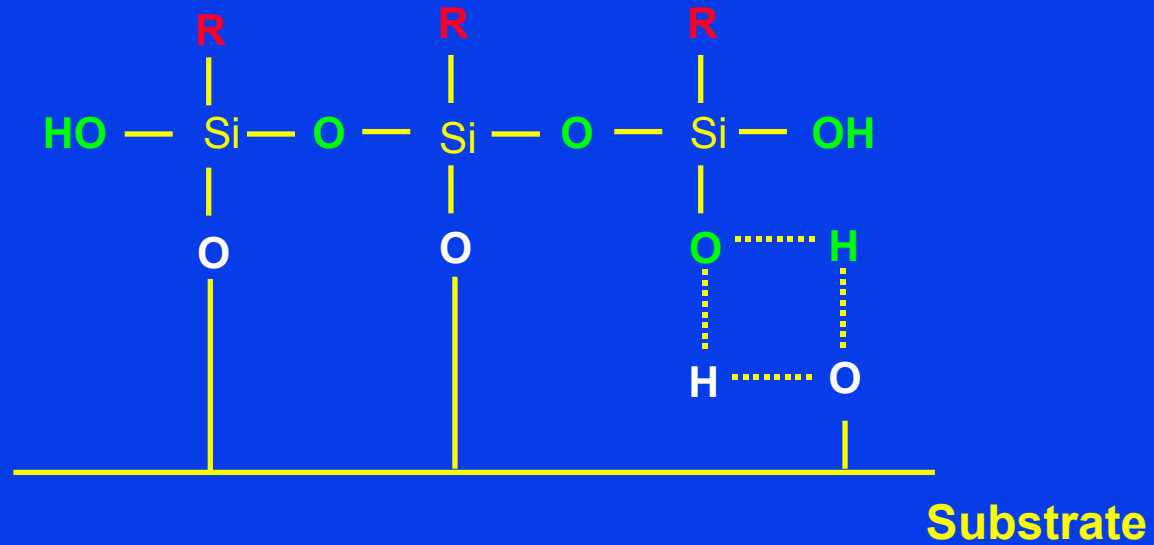 R R R
HO Si O Si O Si OH
O O O H
H O
Substrate